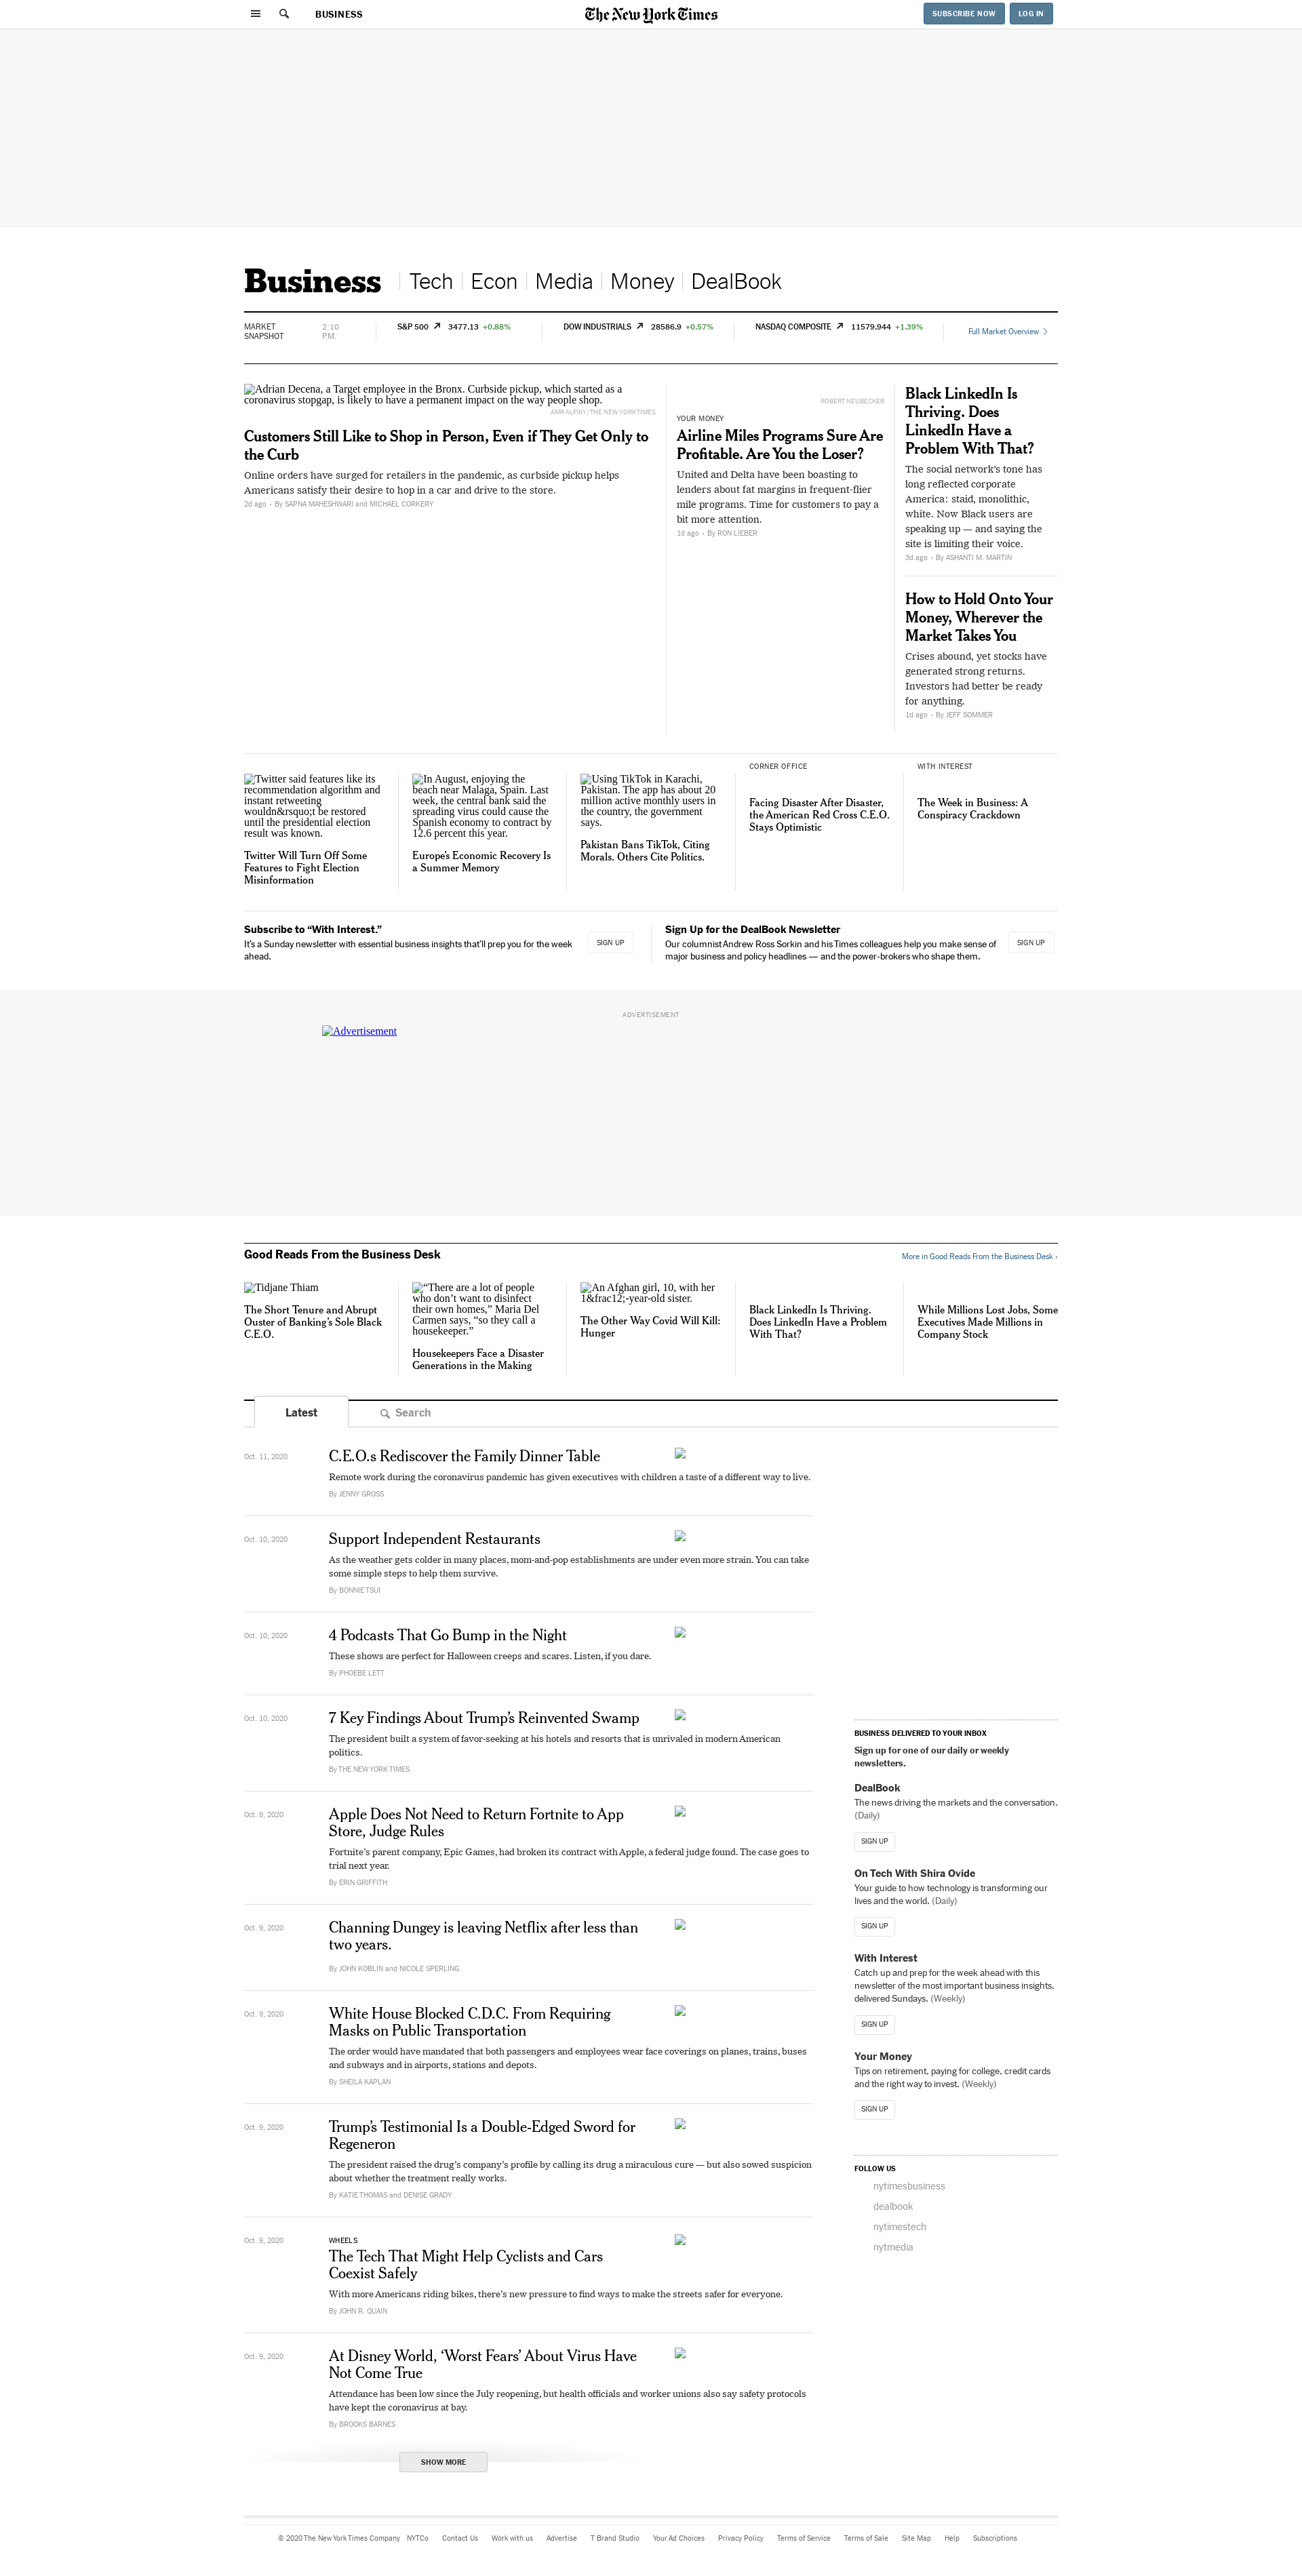 BUSINESS
The New York Times
SUBSCRIBE NOW
LOG IN
Business
Tech
Econ
Media
Money
DealBook
MARKET
SNAPSHOT
2:10
P.M.
S&P 500 3477.13 +0.88%
DOW INDUSTRIALS 28586.9 +0.57%
NASDAQ COMPOSITE 11579.944 +1.39%
Full Market Overview
Adrian Decena, a Target employee in the Bronx. Curbside pickup, which started as a
coronavirus stopgap, is likely to have a permanent impact on the way people shop.
AMR ALFIKY/THE NEW YORK TIMES
Customers Still Like to Shop in Person, Even if They Get Only to
the Curb
Online orders have surged for retailers in the pandemic, as curbside pickup helps
Americans satisfy their desire to hop in a car and drive to the store.
2d ago • By SAPNA MAHESHWARI and MICHAEL CORKERY
ROBERT NEUBECKER
YOUR MONEY
Airline Miles Programs Sure Are
Profitable. Are You the Loser?
United and Delta have been boasting to
lenders about fat margins in frequent-flier
mile programs. Time for customers to pay a
bit more attention.
1d ago • By RON LIEBER
Black LinkedIn Is
Thriving. Does
LinkedIn Have a
Problem With That?
The social network’s tone has
long reflected corporate
America: staid, monolithic,
white. Now Black users are
speaking up — and saying the
site is limiting their voice.
3d ago • By ASHANTI M. MARTIN
How to Hold Onto Your
Money, Wherever the
Market Takes You
Crises abound, yet stocks have
generated strong returns.
Investors had better be ready
for anything.
1d ago • By JEFF SOMMER
Twitter said features like its
recommendation algorithm and
instant retweeting
wouldn&rsquo;t be restored
until the presidential election
result was known.
Twitter Will Turn Off Some
Features to Fight Election
Misinformation
In August, enjoying the
beach near Malaga, Spain. Last
week, the central bank said the
spreading virus could cause the
Spanish economy to contract by
12.6 percent this year.
Europe’s Economic Recovery Is
a Summer Memory
Using TikTok in Karachi,
Pakistan. The app has about 20
million active monthly users in
the country, the government
says.
Pakistan Bans TikTok, Citing
Morals. Others Cite Politics.
CORNER OFFICE
Facing Disaster After Disaster,
the American Red Cross C.E.O.
Stays Optimistic
WITH INTEREST
The Week in Business: A
Conspiracy Crackdown
Subscribe to “With Interest.”
It’s a Sunday newsletter with essential business insights that’ll prep you for the week
ahead.
SIGN UP
Sign Up for the DealBook Newsletter
Our columnist Andrew Ross Sorkin and his Times colleagues help you make sense of
major business and policy headlines — and the power-brokers who shape them.
SIGN UP
ADVERTISEMENT
Advertisement
Good Reads From the Business Desk
More in Good Reads From the Business Desk ›
Tidjane Thiam
The Short Tenure and Abrupt
Ouster of Banking’s Sole Black
C.E.O.
“There are a lot of people
who don’t want to disinfect
their own homes,” Maria Del
Carmen says, “so they call a
housekeeper.”
Housekeepers Face a Disaster
Generations in the Making
An Afghan girl, 10, with her
1&frac12;-year-old sister.
The Other Way Covid Will Kill:
Hunger
Black LinkedIn Is Thriving.
Does LinkedIn Have a Problem
With That?
While Millions Lost Jobs, Some
Executives Made Millions in
Company Stock
Latest
Search
Oct. 11, 2020
C.E.O.s Rediscover the Family Dinner Table
Remote work during the coronavirus pandemic has given executives with children a taste of a different way to live.
By JENNY GROSS
Oct. 10, 2020
Support Independent Restaurants
As the weather gets colder in many places, mom-and-pop establishments are under even more strain. You can take
some simple steps to help them survive.
By BONNIE TSUI
Oct. 10, 2020
4 Podcasts That Go Bump in the Night
These shows are perfect for Halloween creeps and scares. Listen, if you dare.
By PHOEBE LETT
Oct. 10, 2020
7 Key Findings About Trump’s Reinvented Swamp
The president built a system of favor-seeking at his hotels and resorts that is unrivaled in modern American
politics.
By THE NEW YORK TIMES
Oct. 9, 2020
Apple Does Not Need to Return Fortnite to App
Store, Judge Rules
Fortnite’s parent company, Epic Games, had broken its contract with Apple, a federal judge found. The case goes to
trial next year.
By ERIN GRIFFITH
Oct. 9, 2020
Channing Dungey is leaving Netflix after less than
two years.
By JOHN KOBLIN and NICOLE SPERLING
Oct. 9, 2020
White House Blocked C.D.C. From Requiring
Masks on Public Transportation
The order would have mandated that both passengers and employees wear face coverings on planes, trains, buses
and subways and in airports, stations and depots.
By SHEILA KAPLAN
Oct. 9, 2020
Trump’s Testimonial Is a Double-Edged Sword for
Regeneron
The president raised the drug’s company’s profile by calling its drug a miraculous cure — but also sowed suspicion
about whether the treatment really works.
By KATIE THOMAS and DENISE GRADY
Oct. 9, 2020
WHEELS
The Tech That Might Help Cyclists and Cars
Coexist Safely
With more Americans riding bikes, there’s new pressure to find ways to make the streets safer for everyone.
By JOHN R. QUAIN
Oct. 9, 2020
At Disney World, ‘Worst Fears’ About Virus Have
Not Come True
Attendance has been low since the July reopening, but health officials and worker unions also say safety protocols
have kept the coronavirus at bay.
By BROOKS BARNES
SHOW MORE
BUSINESS DELIVERED TO YOUR INBOX
Sign up for one of our daily or weekly
newsletters.
DealBook
The news driving the markets and the conversation.
(Daily)
SIGN UP
On Tech With Shira Ovide
Your guide to how technology is transforming our
lives and the world. (Daily)
SIGN UP
With Interest
Catch up and prep for the week ahead with this
newsletter of the most important business insights,
delivered Sundays. (Weekly)
SIGN UP
Your Money
Tips on retirement, paying for college, credit cards
and the right way to invest. (Weekly)
SIGN UP
FOLLOW US
nytimesbusiness
dealbook
nytimestech
nytmedia
© 2020 The New York Times Company NYTCo Contact Us Work with us Advertise T Brand Studio Your Ad Choices Privacy Policy Terms of Service Terms of Sale Site Map Help Subscriptions